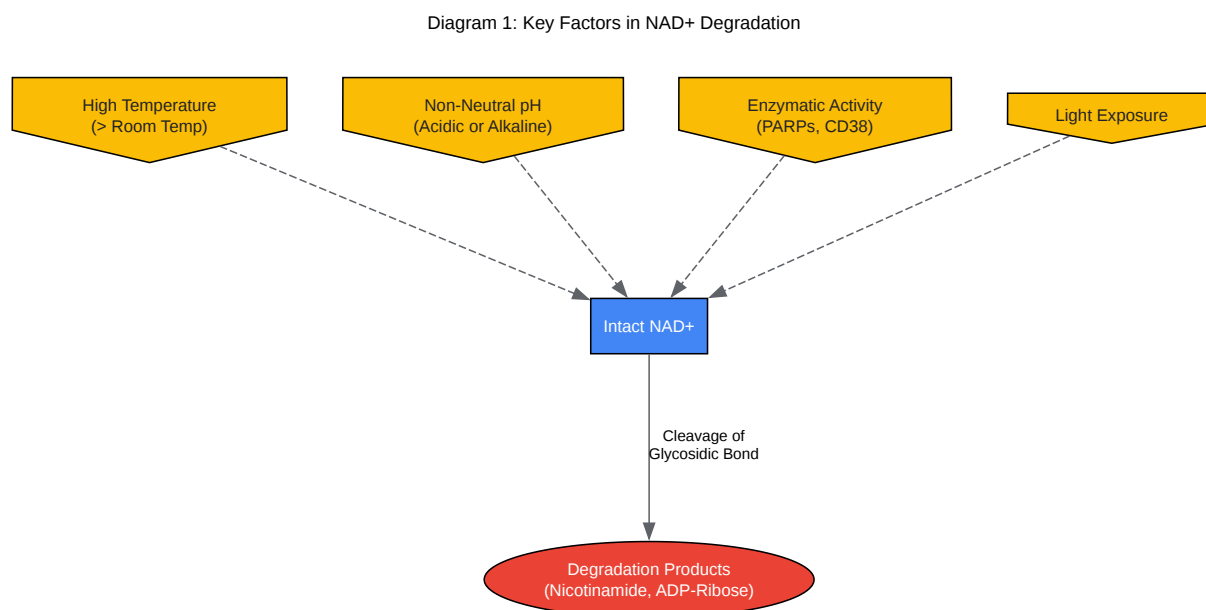 Diagram 1: Key Factors in NAD+ Degradation
High Temperature
(> Room Temp)
Non-Neutral pH
(Acidic or Alkaline)
Enzymatic Activity
(PARPs, CD38)
Light Exposure
Intact NAD+
Cleavage of
Glycosidic Bond
Degradation Products
(Nicotinamide, ADP-Ribose)